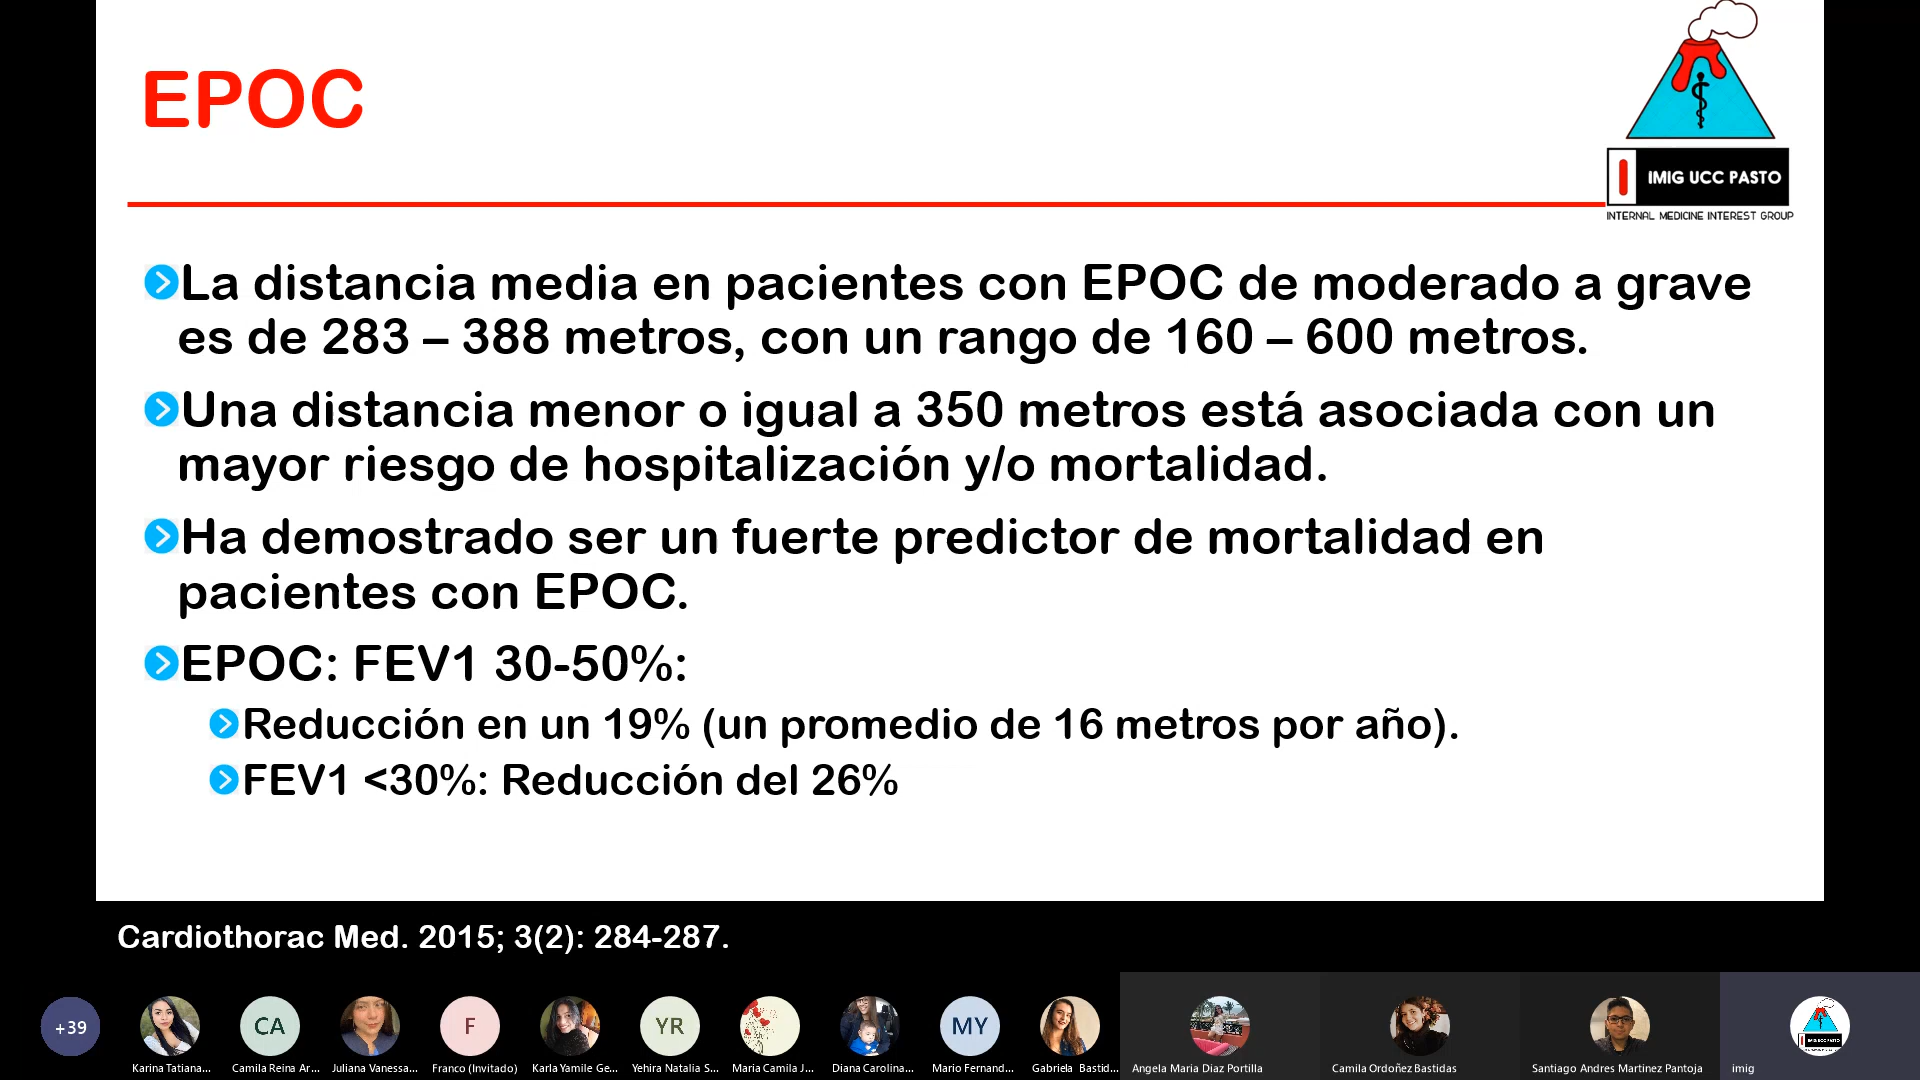 EPOC
IMIG UCC PASTO
INTERNAL MEDICINE INTEREST GROUP
La distancia media en pacientes con EPOC de moderado a grave
es de 283 – 388 metros, con un rango de 160 – 600 metros.
Una distancia menor o igual a 350 metros está asociada con un
mayor riesgo de hospitalización y/o mortalidad.
Ha demostrado ser un fuerte predictor de mortalidad en
pacientes con EPOC.
EPOC: FEV1 30-50%:
Reducción en un 19% (un promedio de 16 metros por año).
FEV1 <30%: Reducción del 26%
Cardiothorac Med. 2015; 3(2): 284-287.
+39
CA
F
YR
MY
Karina Tatiana...
Camila Reina Ar...
Juliana Vanessa...
Franco (Invitado)
Karla Yamile Ge...
Yehira Natalia S...
Maria Camila J...
Diana Carolina...
Mario Fernand...
Gabriela Bastid...
Angela Maria Diaz Portilla
Camila Ordoñez Bastidas
Santiago Andres Martinez Pantoja
imig